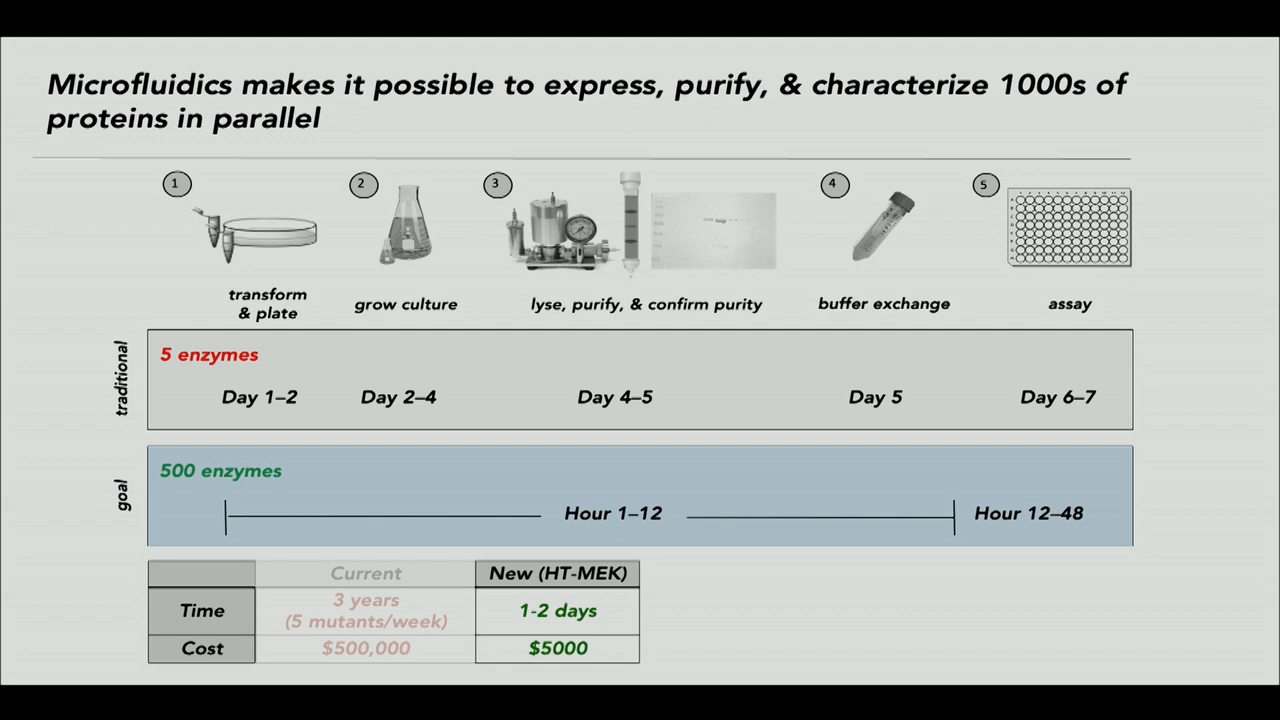 Microfluidics makes it possible to express, purify, & characterize 1000s of
proteins in parallel
1
2
3
4
5
transform
& plate
grow culture
lyse, purify, & confirm purity
buffer exchange
assay
traditional
5 enzymes
Day 1–2
Day 2–4
Day 4–5
Day 5
Day 6–7
goal
500 enzymes
Hour 1–12
Hour 12–48
Current
New (HT-MEK)
Time
3 years
(5 mutants/week)
1-2 days
Cost
$500,000
$5000